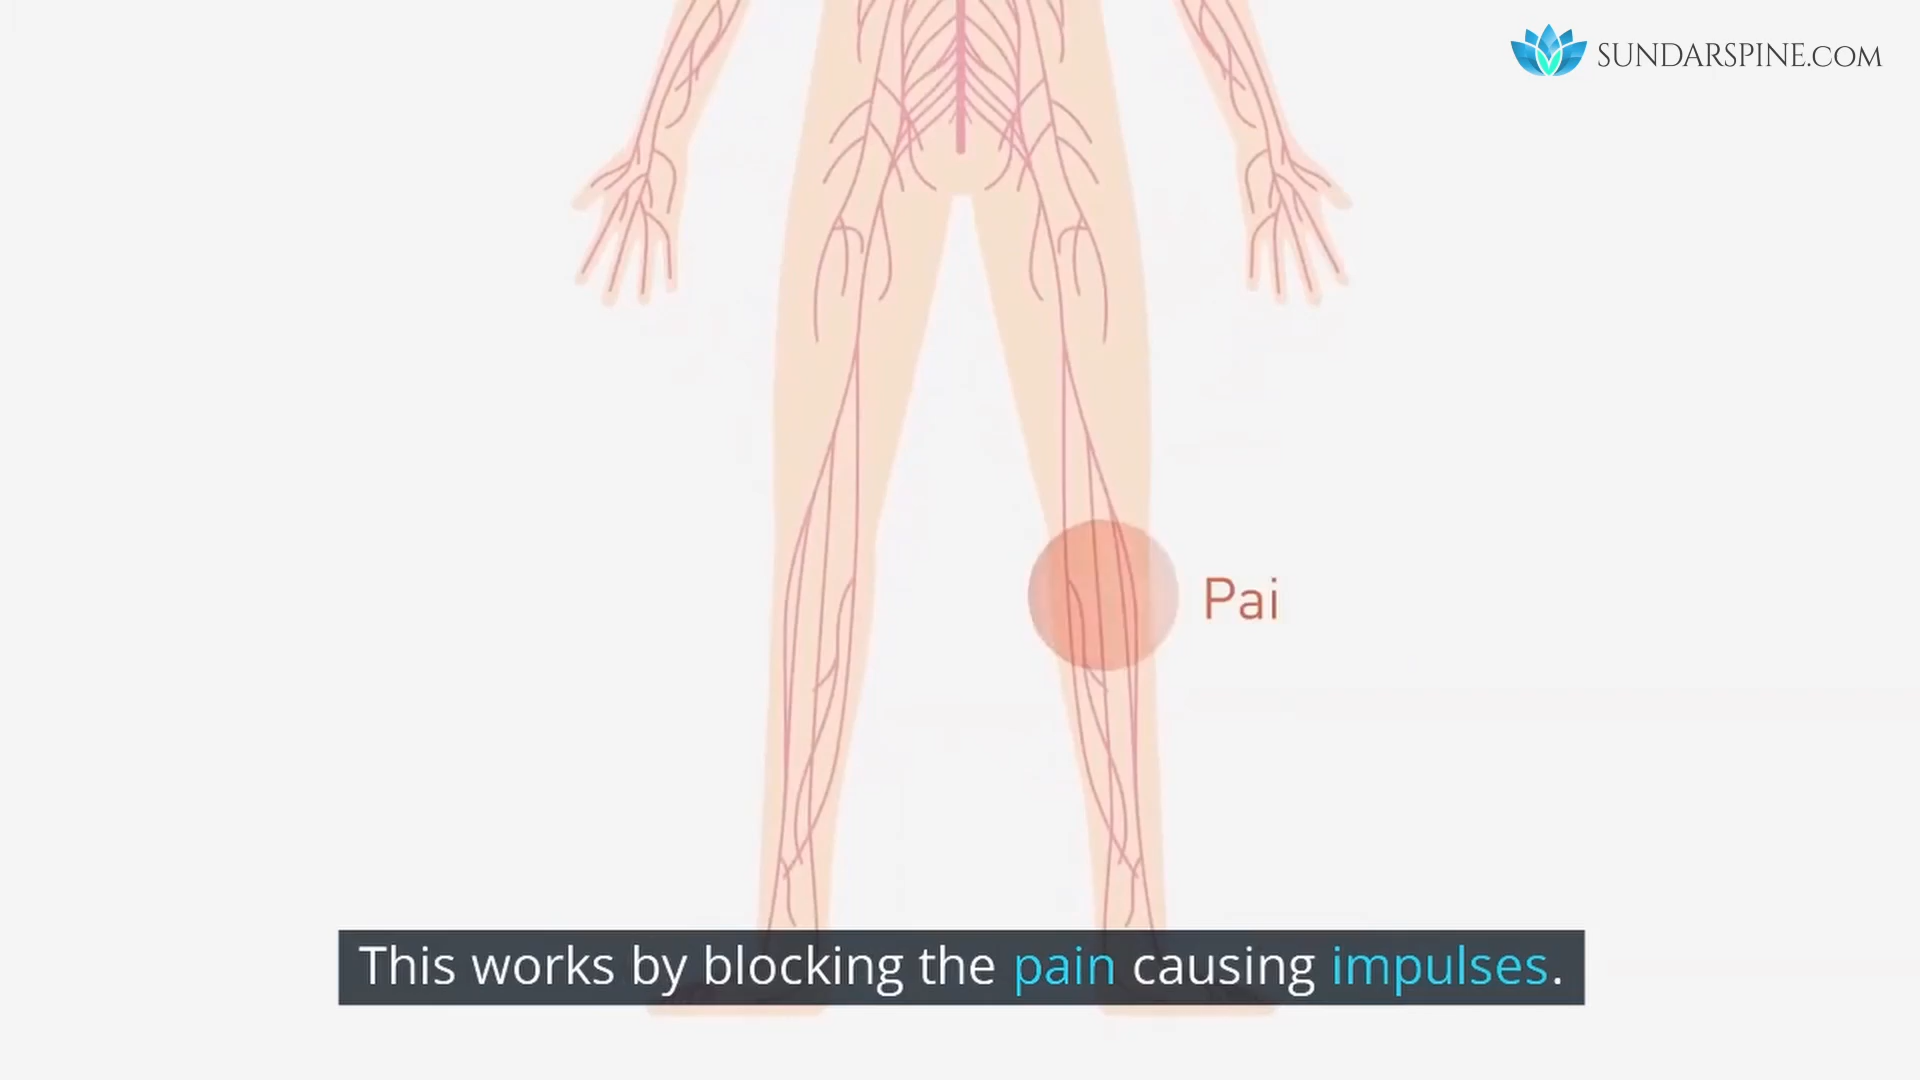 SUNDARSPINE.COM
Pai
This works by blocking the pain causing impulses.